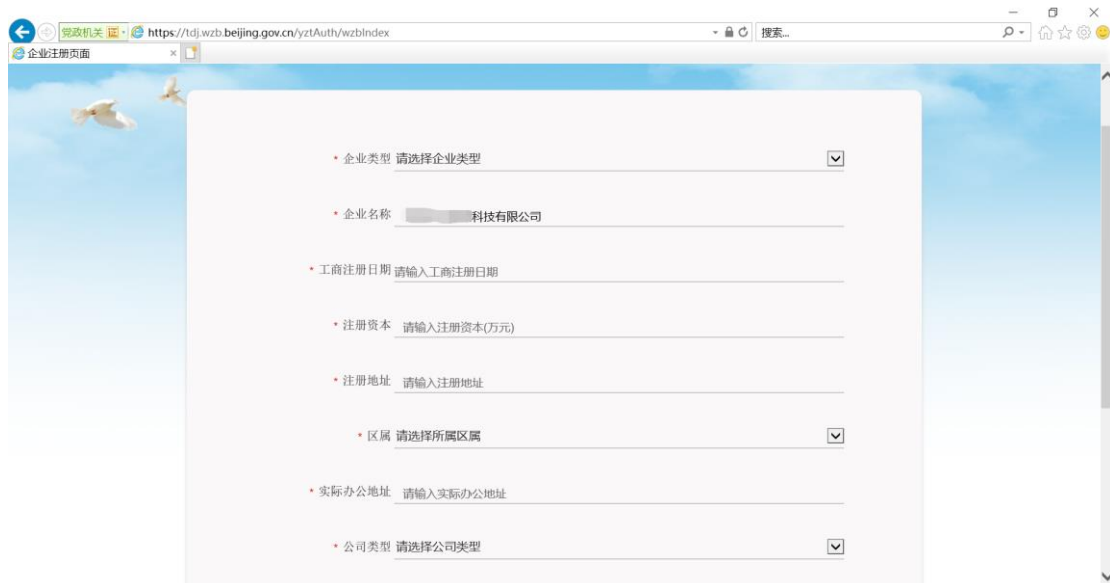 党政机关
https://tdj.wzb.beijing.gov.cn/yztAuth/wzbIndex
搜索...
企业注册页面
* 企业类型 请选择企业类型
* 企业名称 科技有限公司
* 工商注册日期 请输入工商注册日期
* 注册资本 请输入注册资本(万元)
* 注册地址 请输入注册地址
* 区属 请选择所属区属
* 实际办公地址 请输入实际办公地址
* 公司类型 请选择公司类型